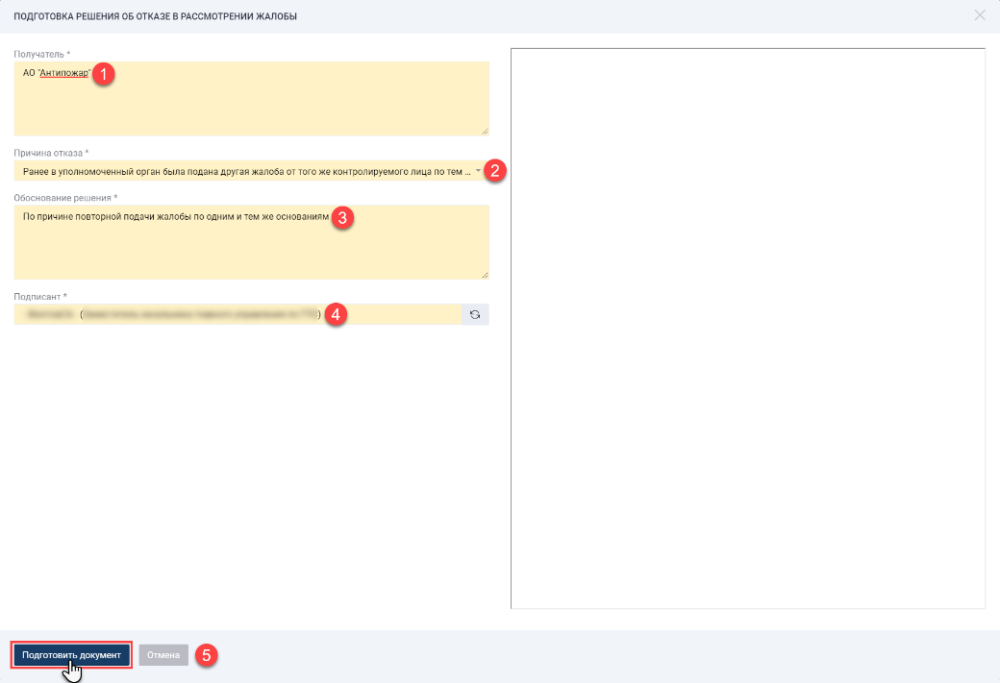 ПОДГОТОВКА РЕШЕНИЯ ОБ ОТКАЗЕ В РАССМОТРЕНИИ ЖАЛОБЫ
Получатель *
АО "Антипожар" 1
Причина отказа *
Ранее в уполномоченный орган была подана другая жалоба от того же контролируемого лица по тем ... 2
Обоснование решения *
По причине повторной подачи жалобы по одним и тем же основаниям 3
Подписант *
( ) 4
Подготовить документ Отмена 5